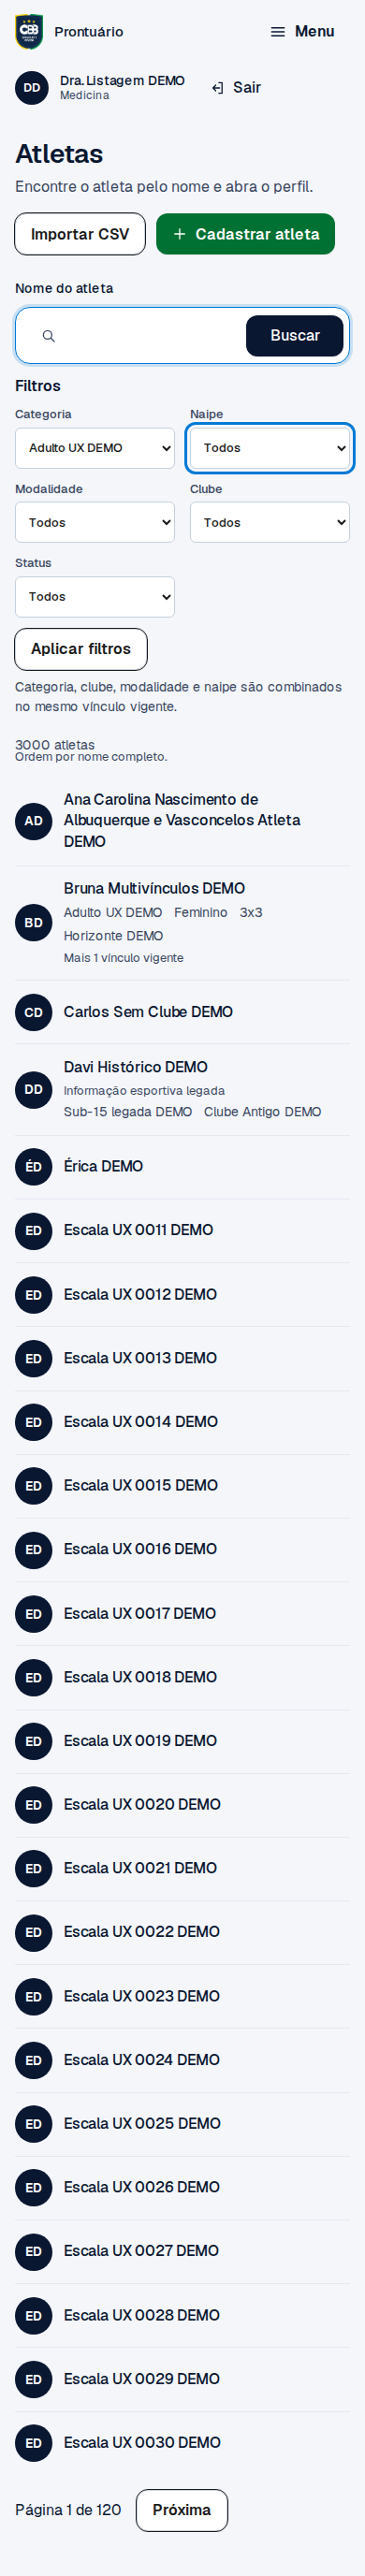 CBB
Prontuário
Menu
DD
Dra. Listagem DEMO
Medicina
Sair
Atletas
Encontre o atleta pelo nome e abra o perfil.
Importar CSV
Cadastrar atleta
Nome do atleta
Buscar
Filtros
Categoria
Naipe
Adulto UX DEMO
Todos
Modalidade
Clube
Todos
Todos
Status
Todos
Aplicar filtros
Categoria, clube, modalidade e naipe são combinados
no mesmo vínculo vigente.
3000 atletas
Ordem por nome completo.
AD
Ana Carolina Nascimento de
Albuquerque e Vasconcelos Atleta
DEMO
BD
Bruna Multivínculos DEMO
Adulto UX DEMO Feminino 3x3
Horizonte DEMO
Mais 1 vínculo vigente
CD
Carlos Sem Clube DEMO
DD
Davi Histórico DEMO
Informação esportiva legada
Sub-15 legada DEMO Clube Antigo DEMO
ÉD
Érica DEMO
ED
Escala UX 0011 DEMO
ED
Escala UX 0012 DEMO
ED
Escala UX 0013 DEMO
ED
Escala UX 0014 DEMO
ED
Escala UX 0015 DEMO
ED
Escala UX 0016 DEMO
ED
Escala UX 0017 DEMO
ED
Escala UX 0018 DEMO
ED
Escala UX 0019 DEMO
ED
Escala UX 0020 DEMO
ED
Escala UX 0021 DEMO
ED
Escala UX 0022 DEMO
ED
Escala UX 0023 DEMO
ED
Escala UX 0024 DEMO
ED
Escala UX 0025 DEMO
ED
Escala UX 0026 DEMO
ED
Escala UX 0027 DEMO
ED
Escala UX 0028 DEMO
ED
Escala UX 0029 DEMO
ED
Escala UX 0030 DEMO
Página 1 de 120
Próxima